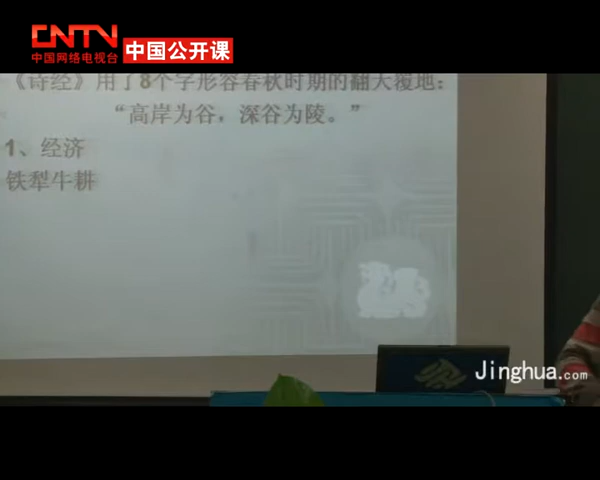 CNTV
中国网络电视台
中国公开课
《诗经》用了8个字形容春秋时期的翻天覆地：
“高岸为谷，深谷为陵。”
1、经济
铁犁牛耕
Jinghua.com